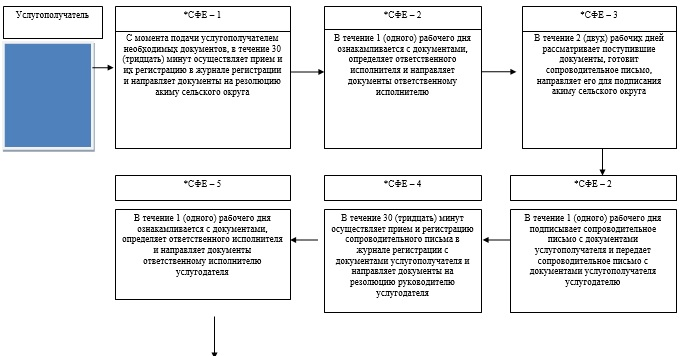 Услугополучатель
*СФЕ – 1
*СФЕ – 2
*СФЕ – 3
С момента подачи услугополучателем
необходимых документов, в течение 30
(тридцать) минут осуществляет прием и
их регистрацию в журнале регистрации
и направляет документы на резолюцию
акиму сельского округа
В течение 1 (одного) рабочего дня
ознакамливается с документами,
определяет ответственного
исполнителя и направляет
документы ответственному
исполнителю
В течение 2 (двух) рабочих дней
рассматривает поступившие
документы, готовит
сопроводительное письмо,
направляет его для подписания
акиму сельского округа
*СФЕ – 5
*СФЕ – 4
*СФЕ – 2
В течение 1 (одного) рабочего дня
ознакамливается с документами,
определяет ответственного исполнителя
и направляет документы
ответственному исполнителю
услугодателя
В течение 30 (тридцать) минут
осуществляет прием и регистрацию
сопроводительного письма в
журнале регистрации с
документами услугополучателя и
направляет документы на
резолюцию руководителю
услугодателя
В течение 1 (одного) рабочего дня
подписывает сопроводительное
письмо с документами
услугополучателя и передает
сопроводительное письмо с
документами услугополучателя
услугодателю